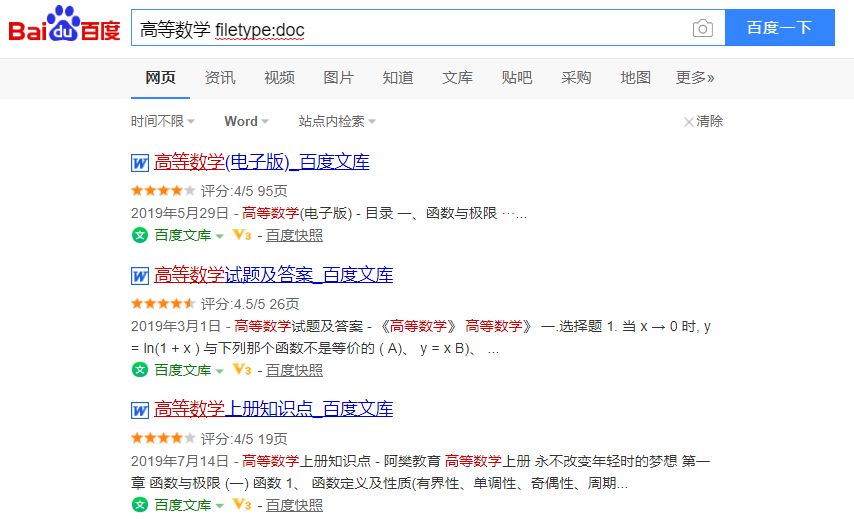 Bai du 百度 高等数学 filetype:doc 百度一下
网页 资讯 视频 图片 知道 文库 贴吧 采购 地图 更多»
时间不限 Word 站点内检索 清除
W 高等数学(电子版)_百度文库
评分:4/5 95页
2019年5月29日 - 高等数学(电子版) - 目录 一、函数与极限 ···...
文 百度文库 V3 - 百度快照
W 高等数学试题及答案_百度文库
评分:4.5/5 26页
2019年3月1日 - 高等数学试题及答案 - 《高等数学》 高等数学》 一.选择题 1. 当 x → 0 时, y
= ln(1 + x ) 与下列那个函数不是等价的 ( A)、 y = x B)、 ...
文 百度文库 V3 - 百度快照
W 高等数学上册知识点_百度文库
评分:4/5 19页
2019年7月14日 - 高等数学上册知识点 - 阿樊教育 高等数学上册 永不改变年轻时的梦想 第一
章 函数与极限 (一) 函数 1、 函数定义及性质(有界性、单调性、奇偶性、周期...
文 百度文库 V3 - 百度快照